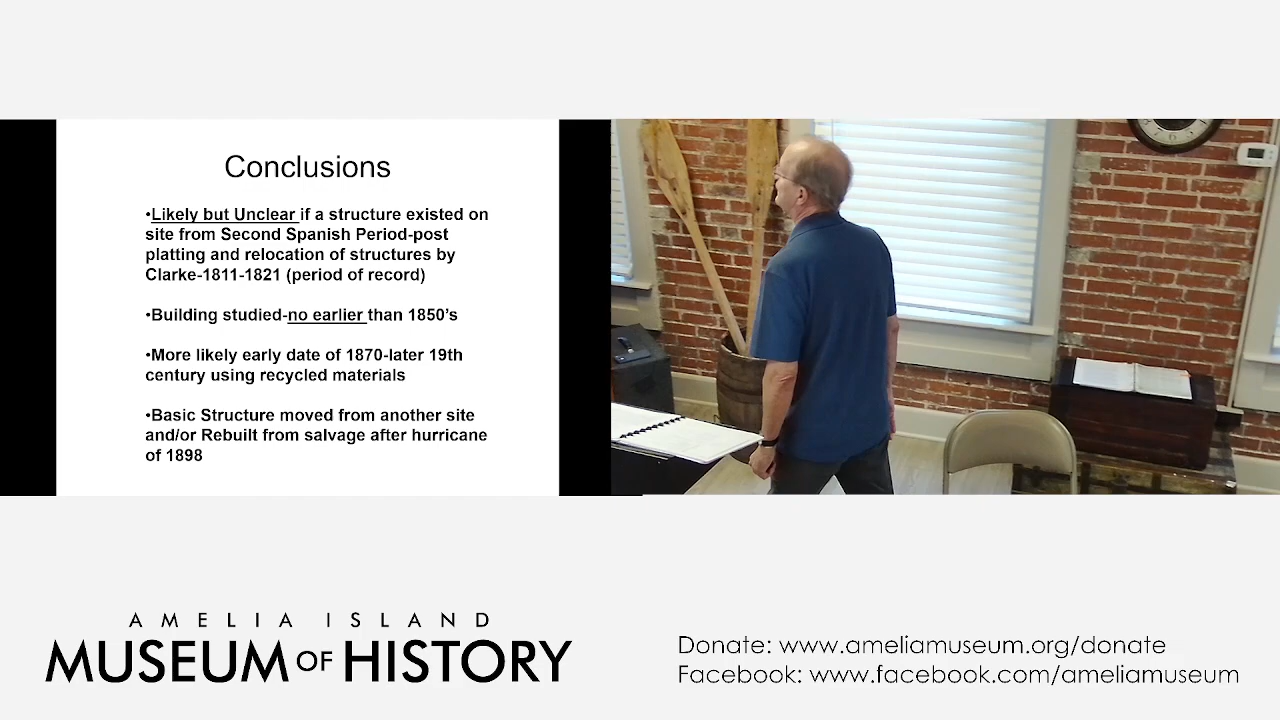 Conclusions
•Likely but Unclear if a structure existed on
site from Second Spanish Period-post
platting and relocation of structures by
Clarke-1811-1821 (period of record)
•Building studied-no earlier than 1850's
•More likely early date of 1870-later 19th
century using recycled materials
•Basic Structure moved from another site
and/or Rebuilt from salvage after hurricane
of 1898
AMELIA ISLAND
MUSEUM OF HISTORY
Donate: www.ameliamuseum.org/donate
Facebook: www.facebook.com/ameliamuseum